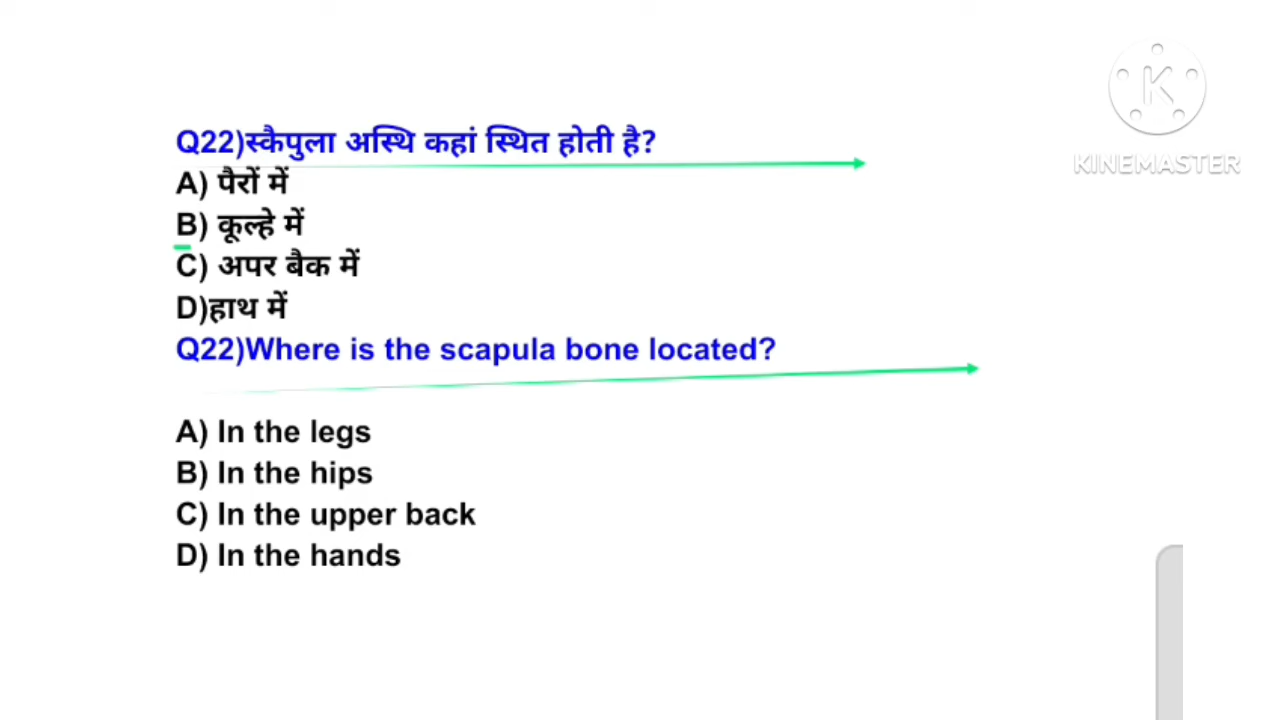 Q22)स्कैपुला अस्थि कहां स्थित होती है?
A) पैरों में
B) कूल्हे में
C) अपर बैक में
D)हाथ में
Q22)Where is the scapula bone located?
A) In the legs
B) In the hips
C) In the upper back
D) In the hands
K
KINEMASTER